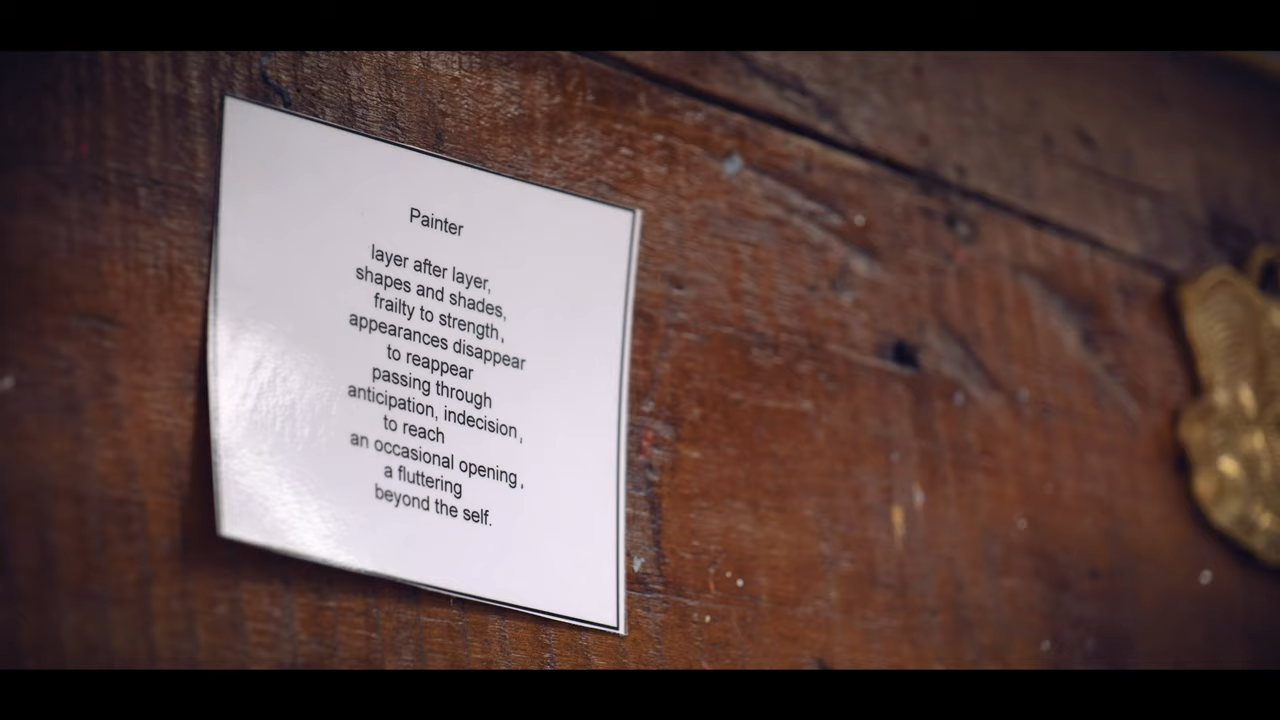 Painter
layer after layer,
shapes and shades,
frailty to strength,
appearances disappear
to reappear
passing through
anticipation, indecision,
to reach
an occasional opening,
a fluttering
beyond the self.